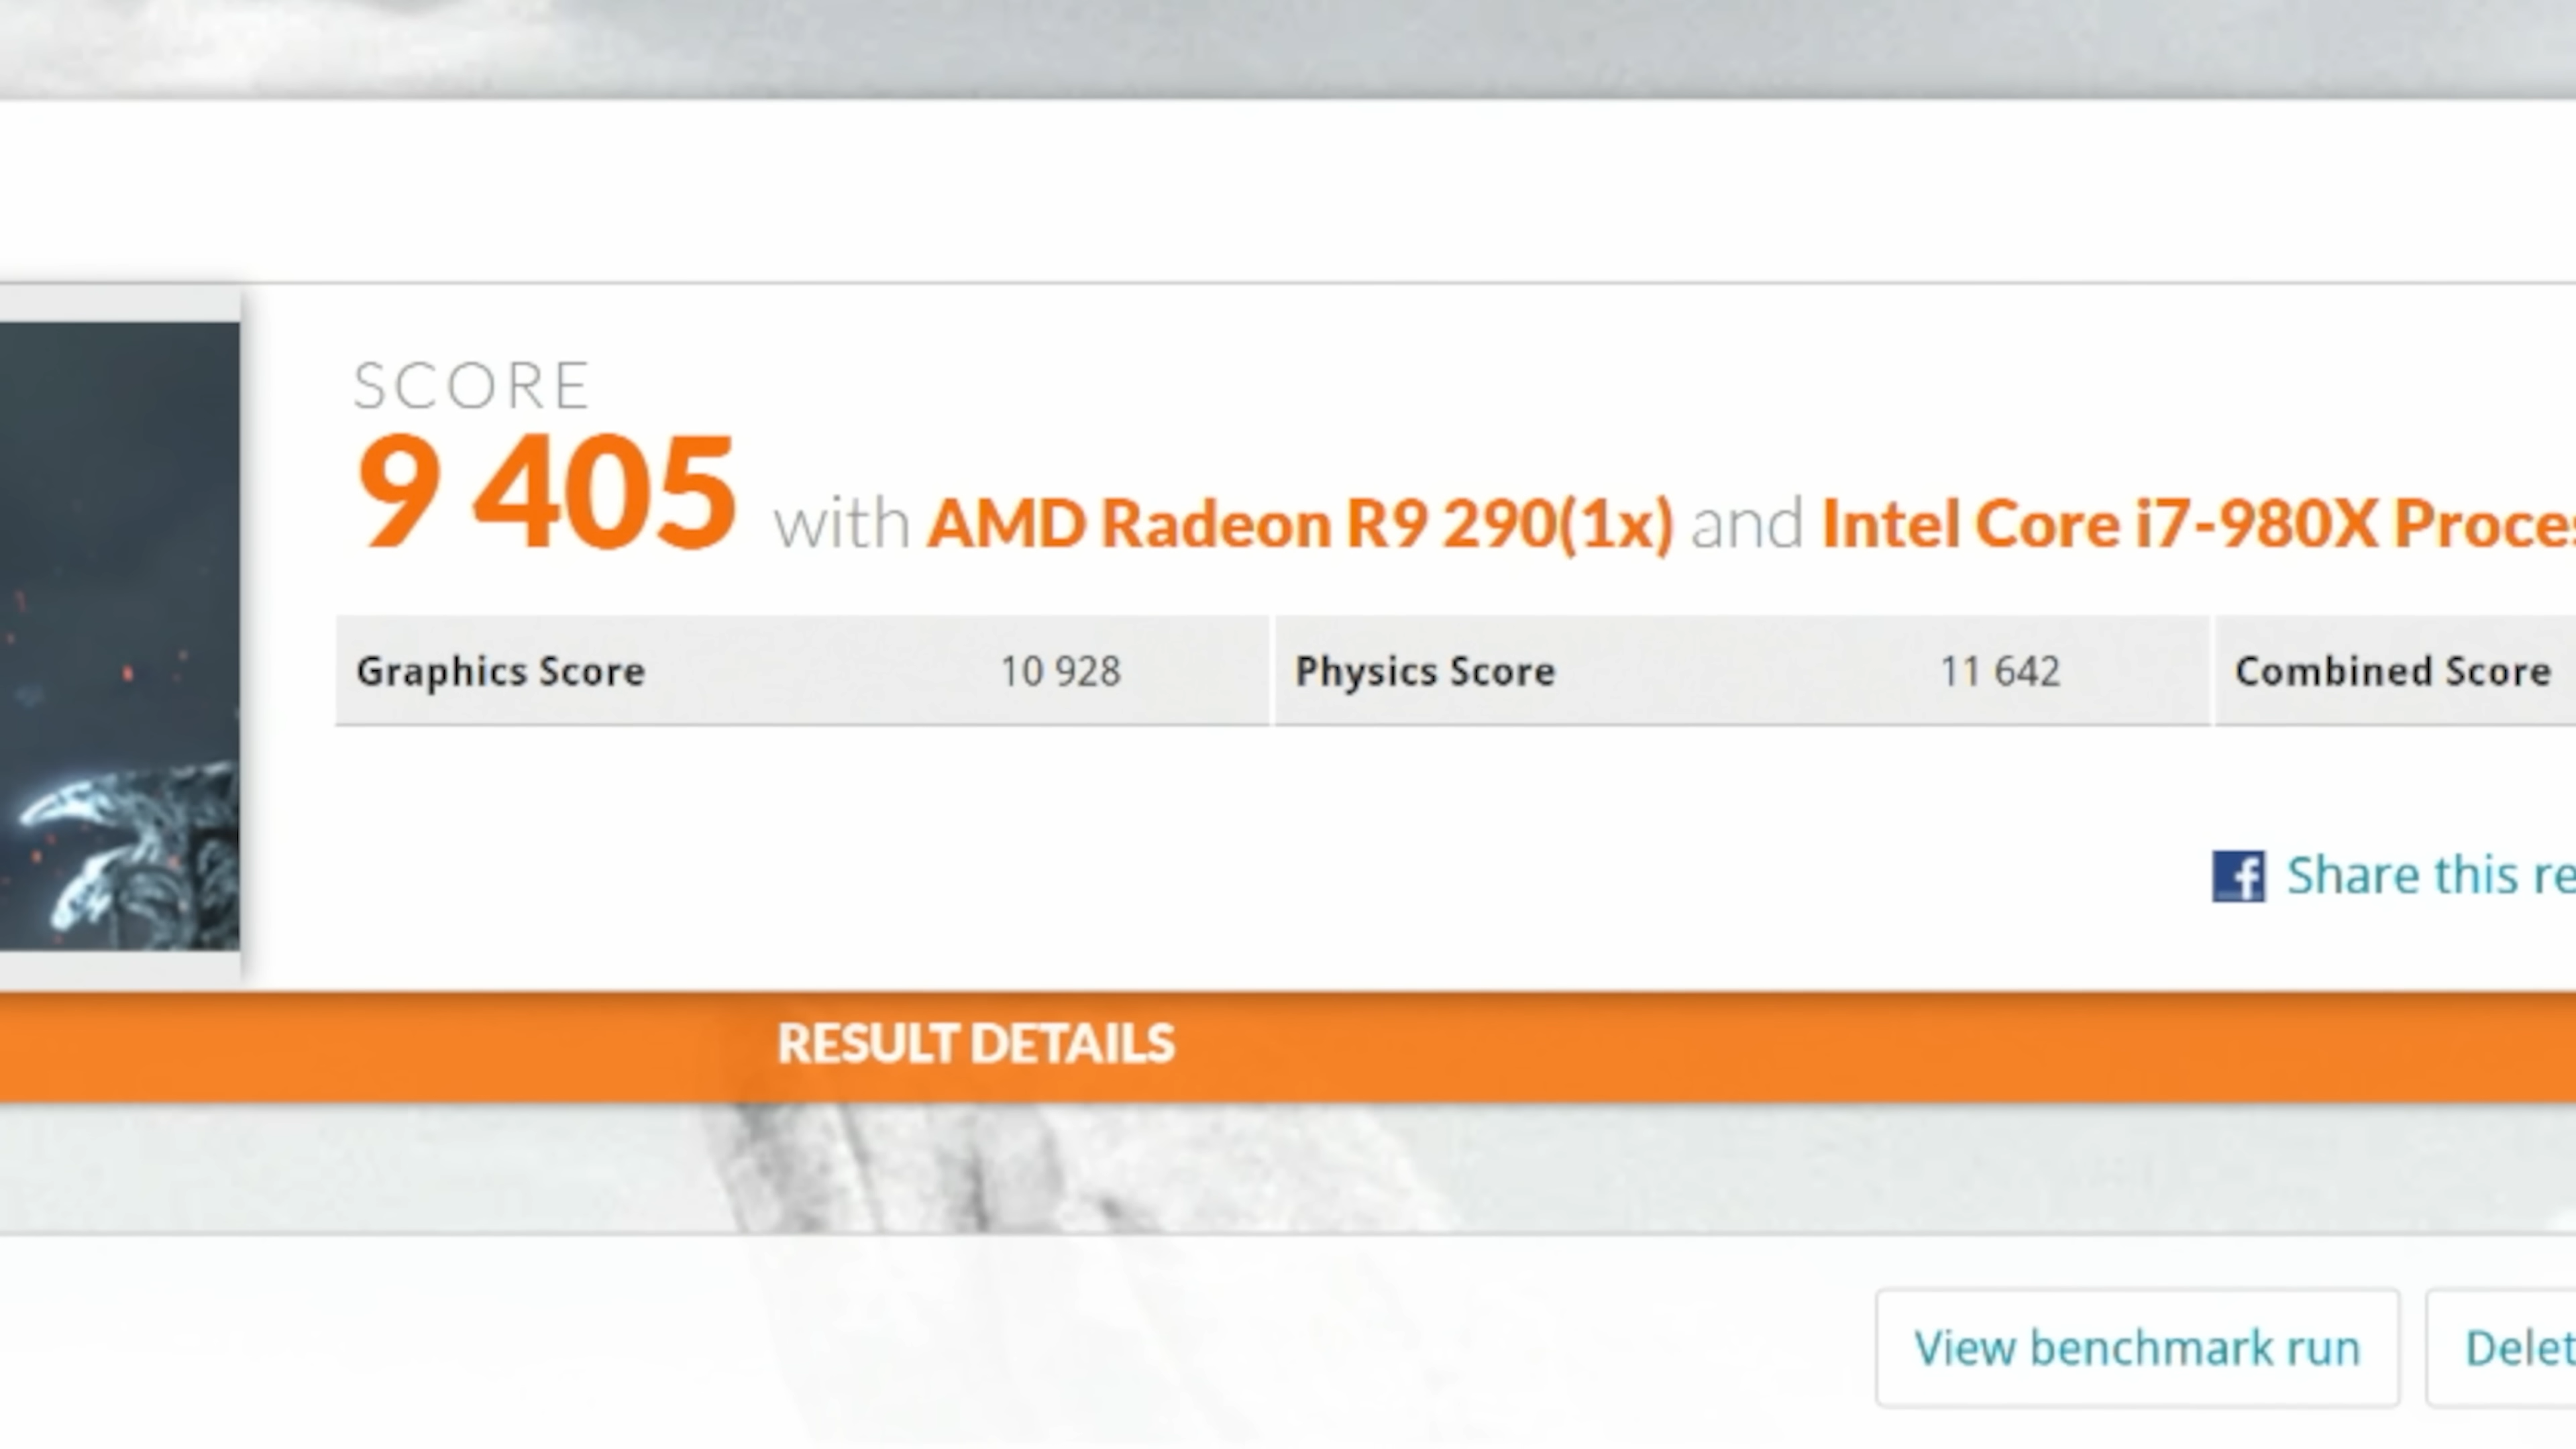 SCORE
9 405 with AMD Radeon R9 290(1x) and Intel Core i7-980X
Graphics Score 10 928 Physics Score 11 642 Combined Score
f Share this
RESULT DETAILS
View benchmark run